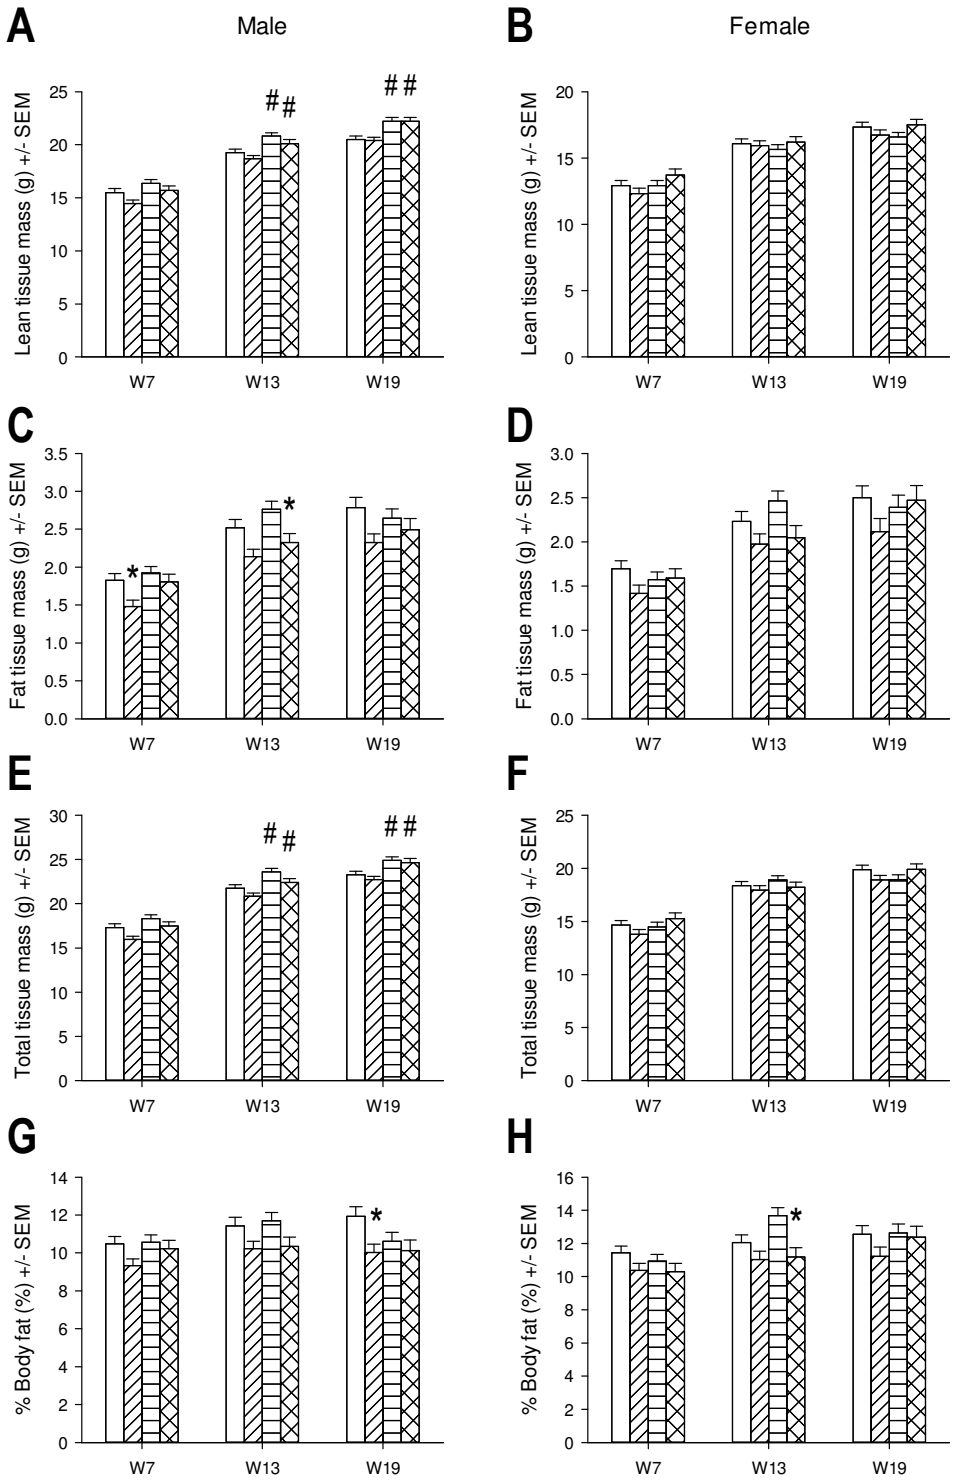 A Male B Female
Lean tissue mass (g) +/- SEM
25
20
15
10
5
0
# # # #
W7 W13 W19
Lean tissue mass (g) +/- SEM
20
15
10
5
0
W7 W13 W19
C D
Fat tissue mass (g) +/- SEM
3.5
3.0
2.5
2.0
1.5
1.0
0.5
0.0
* *
W7 W13 W19
Fat tissue mass (g) +/- SEM
3.0
2.5
2.0
1.5
1.0
0.5
0.0
W7 W13 W19
E F
Total tissue mass (g) +/- SEM
30
25
20
15
10
5
0
# # # #
W7 W13 W19
Total tissue mass (g) +/- SEM
25
20
15
10
5
0
W7 W13 W19
G H
% Body fat (%) +/- SEM
14
12
10
8
6
4
2
0
*
W7 W13 W19
% Body fat (%) +/- SEM
16
14
12
10
8
6
4
2
0
*
W7 W13 W19